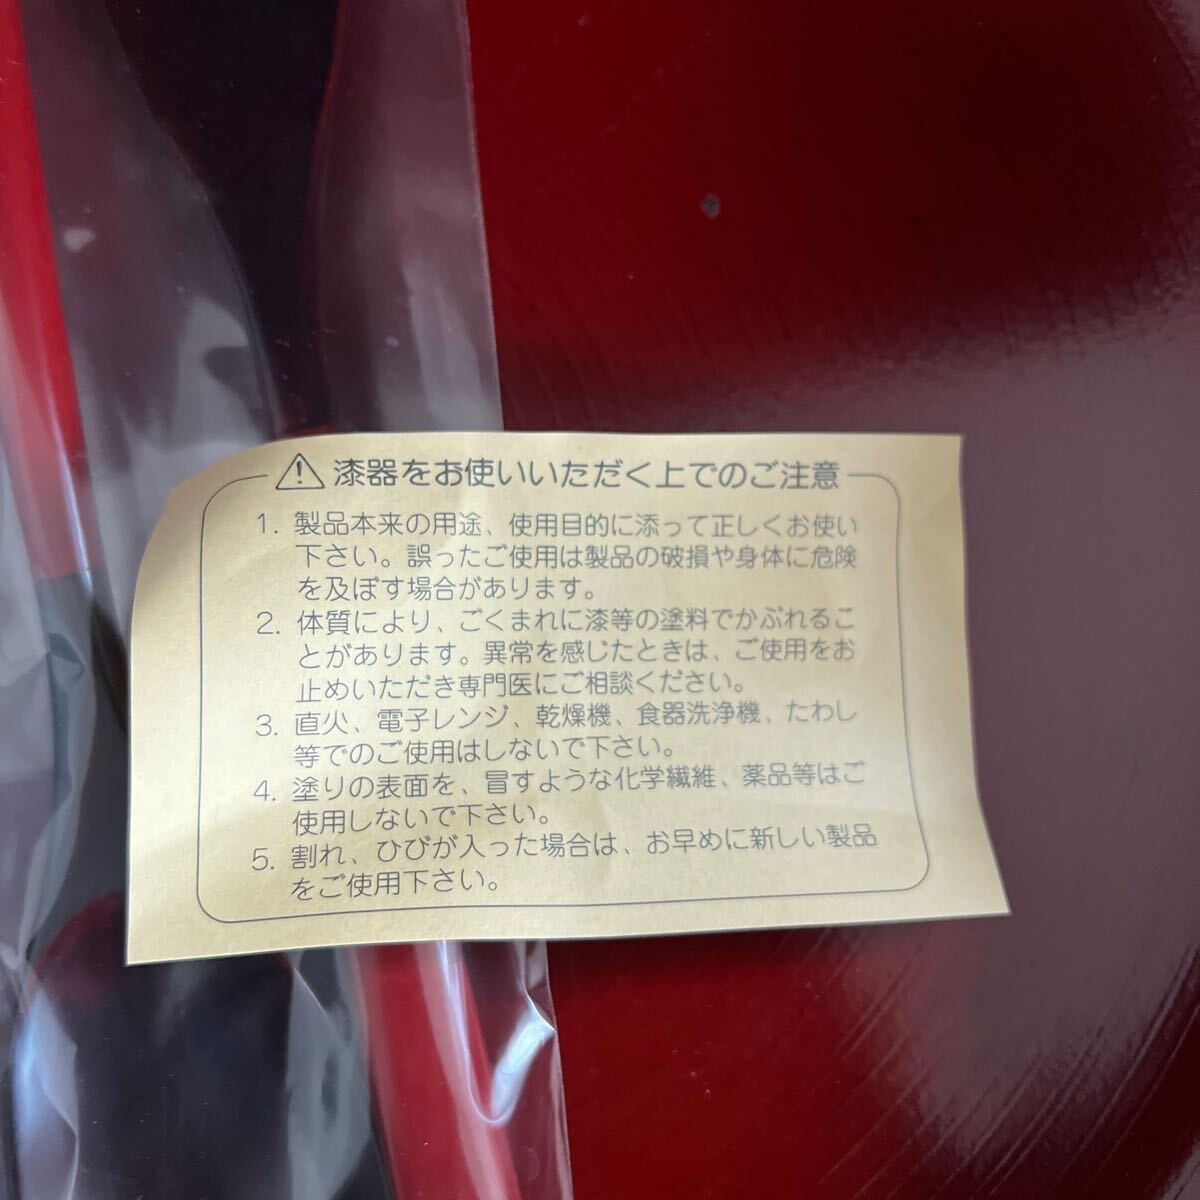 ⚠ 漆器をお使いいただく上でのご注意
1. 製品本来の用途、使用目的に添って正しくお使い
下さい。誤ったご使用は製品の破損や身体に危険
を及ぼす場合があります。
2. 体質により、ごくまれに漆等の塗料でかぶれるこ
とがあります。異常を感じたときは、ご使用をお
止めいただき専門医にご相談ください。
3. 直火、電子レンジ、乾燥機、食器洗浄機、たわし
等でのご使用はしないで下さい。
4. 塗りの表面を、冒すような化学繊維、薬品等はご
使用しないで下さい。
5. 割れ、ひびが入った場合は、お早めに新しい製品
をご使用下さい。